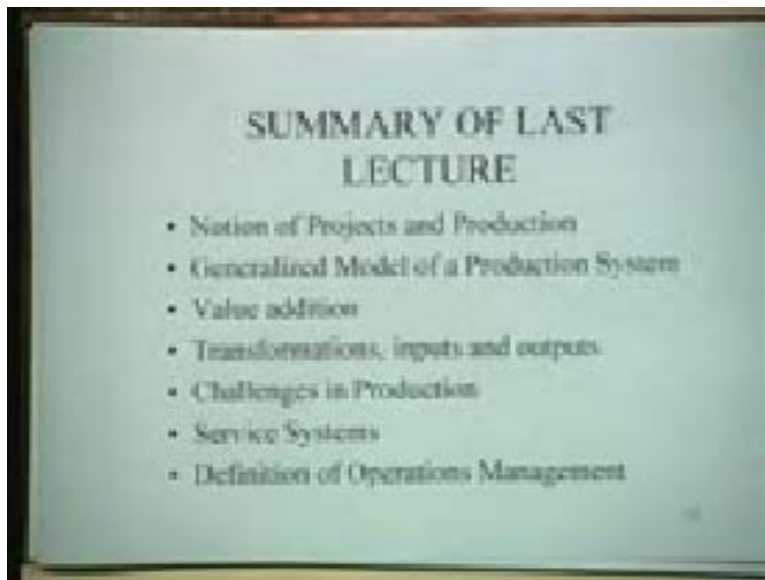 SUMMARY OF LAST
LECTURE
• Notion of Projects and Production
• Generalized Model of a Production System
• Value addition
• Transformations, inputs and outputs
• Challenges in Production
• Service Systems
• Definition of Operations Management